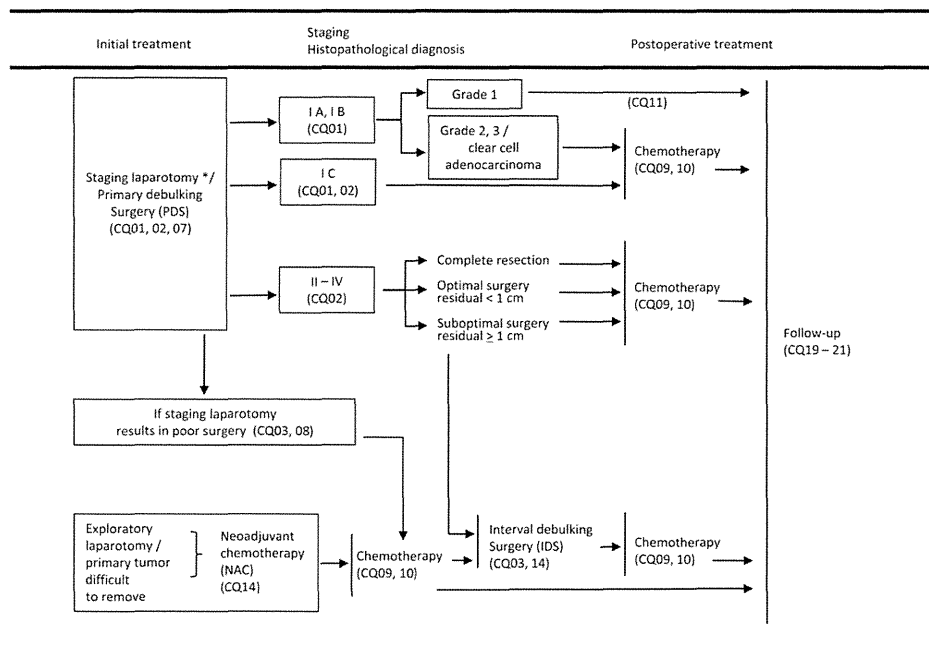 Initial treatment
Staging
Histopathological diagnosis
Postoperative treatment
Staging laparotomy */
Primary debulking
Surgery (PDS)
(CQ01, 02, 07)
I A, I B
(CQ01)
Grade 1
(CQ11)
Grade 2, 3 /
clear cell
adenocarcinoma
I C
(CQ01, 02)
Chemotherapy
(CQ09, 10)
II – IV
(CQ02)
Complete resection
Optimal surgery
residual < 1 cm
Suboptimal surgery
residual ≥ 1 cm
Chemotherapy
(CQ09, 10)
Follow-up
(CQ19 – 21)
If staging laparotomy
results in poor surgery (CQ03, 08)
Exploratory
laparotomy /
primary tumor
difficult
to remove
Neoadjuvant
chemotherapy
(NAC)
(CQ14)
Chemotherapy
(CQ09, 10)
Interval debulking
Surgery (IDS)
(CQ03, 14)
Chemotherapy
(CQ09, 10)